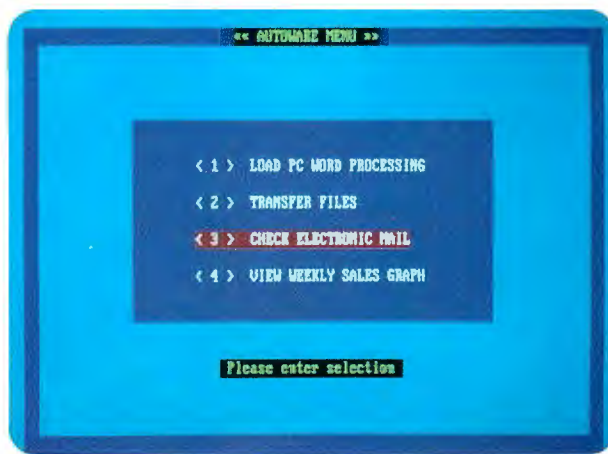 «« AUTOWARE MENU »»
< 1 > LOAD PC WORD PROCESSING
< 2 > TRANSFER FILES
< 3 > CHECK ELECTRONIC MAIL
< 4 > VIEW WEEKLY SALES GRAPH
Please enter selection